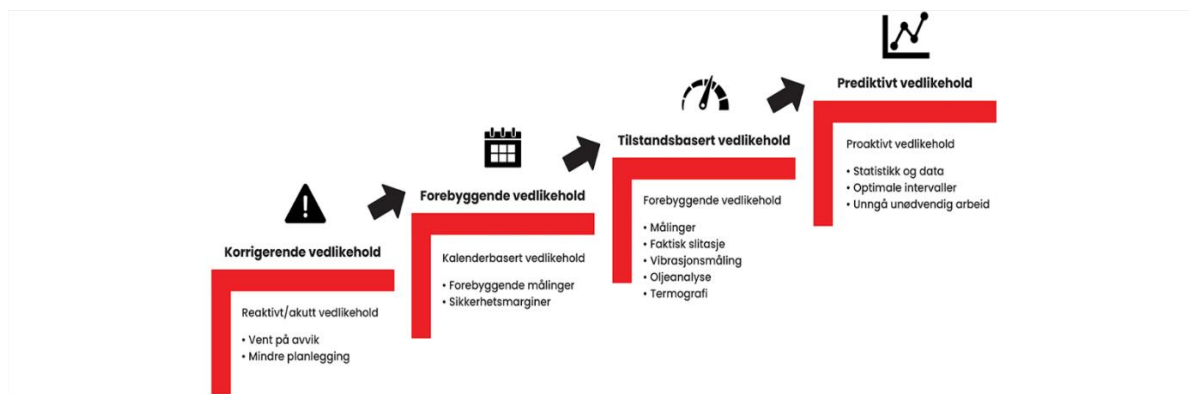 Korrigerende vedlikehold
Reaktivt/akutt vedlikehold
• Vent på avvik
• Mindre planlegging
Forebyggende vedlikehold
Kalenderbasert vedlikehold
• Forebyggende målinger
• Sikkerhetsmarginer
Tilstandsbasert vedlikehold
Forebyggende vedlikehold
• Målinger
• Faktisk slitasje
• Vibrasjonsmåling
• Oljeanalyse
• Termografi
Prediktivt vedlikehold
Proaktivt vedlikehold
• Statistikk og data
• Optimale intervaller
• Unngå unødvendig arbeid